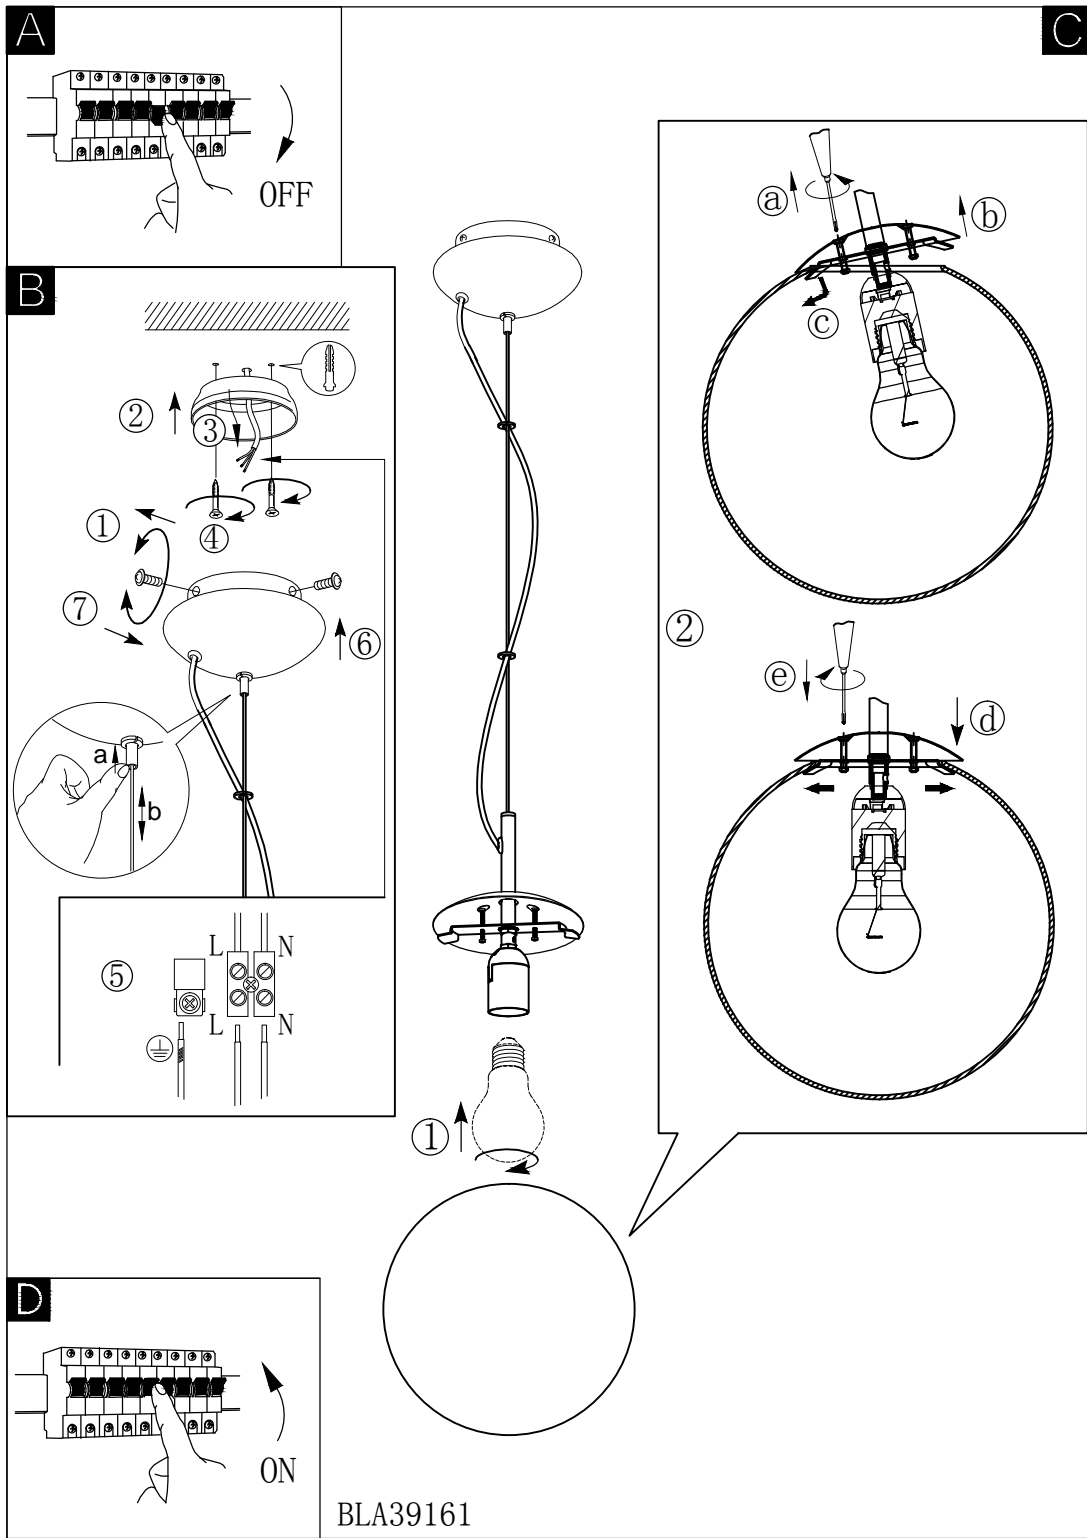 A
OFF
B
②
③
①
④
⑦
⑥
a
b
L N
⑤
L N
C
ⓐ
ⓑ
ⓒ
②
ⓔ
ⓓ
①
D
ON
BLA39161